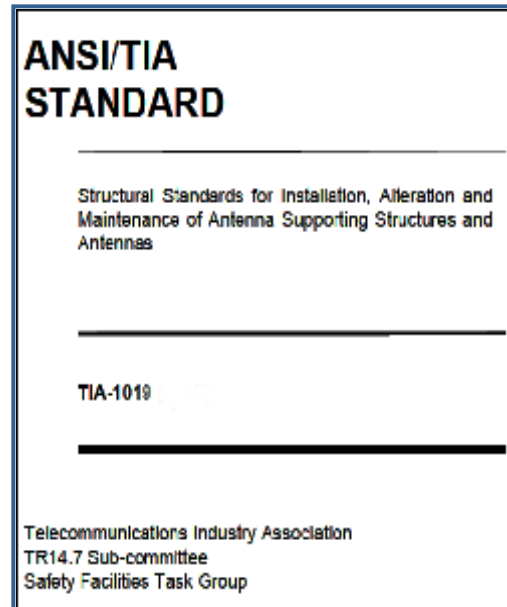 ANSI/TIA
STANDARD
Structural Standards for Installation, Alteration and
Maintenance of Antenna Supporting Structures and
Antennas
TIA-1019
Telecommunications Industry Association
TR14.7 Sub-committee
Safety Facilities Task Group